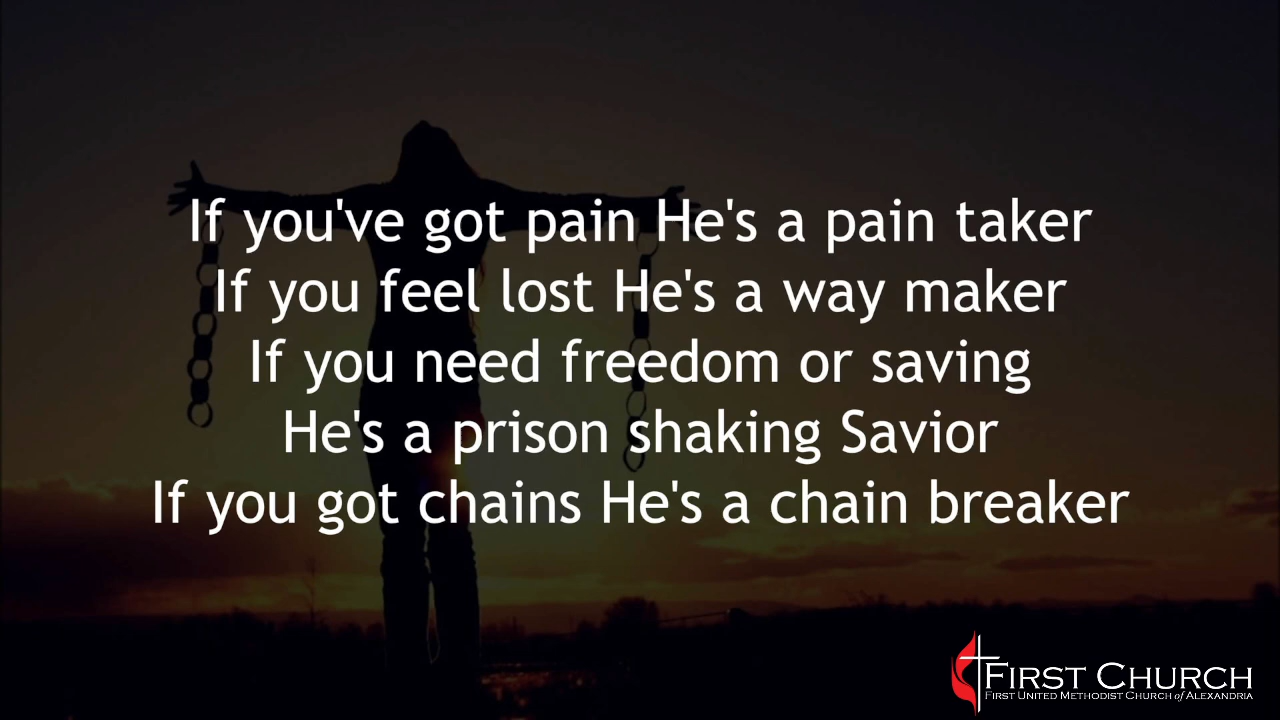 If you've got pain He's a pain taker
If you feel lost He's a way maker
If you need freedom or saving
He's a prison shaking Savior
If you got chains He's a chain breaker
FIRST CHURCH
FIRST UNITED METHODIST CHURCH of ALEXANDRIA